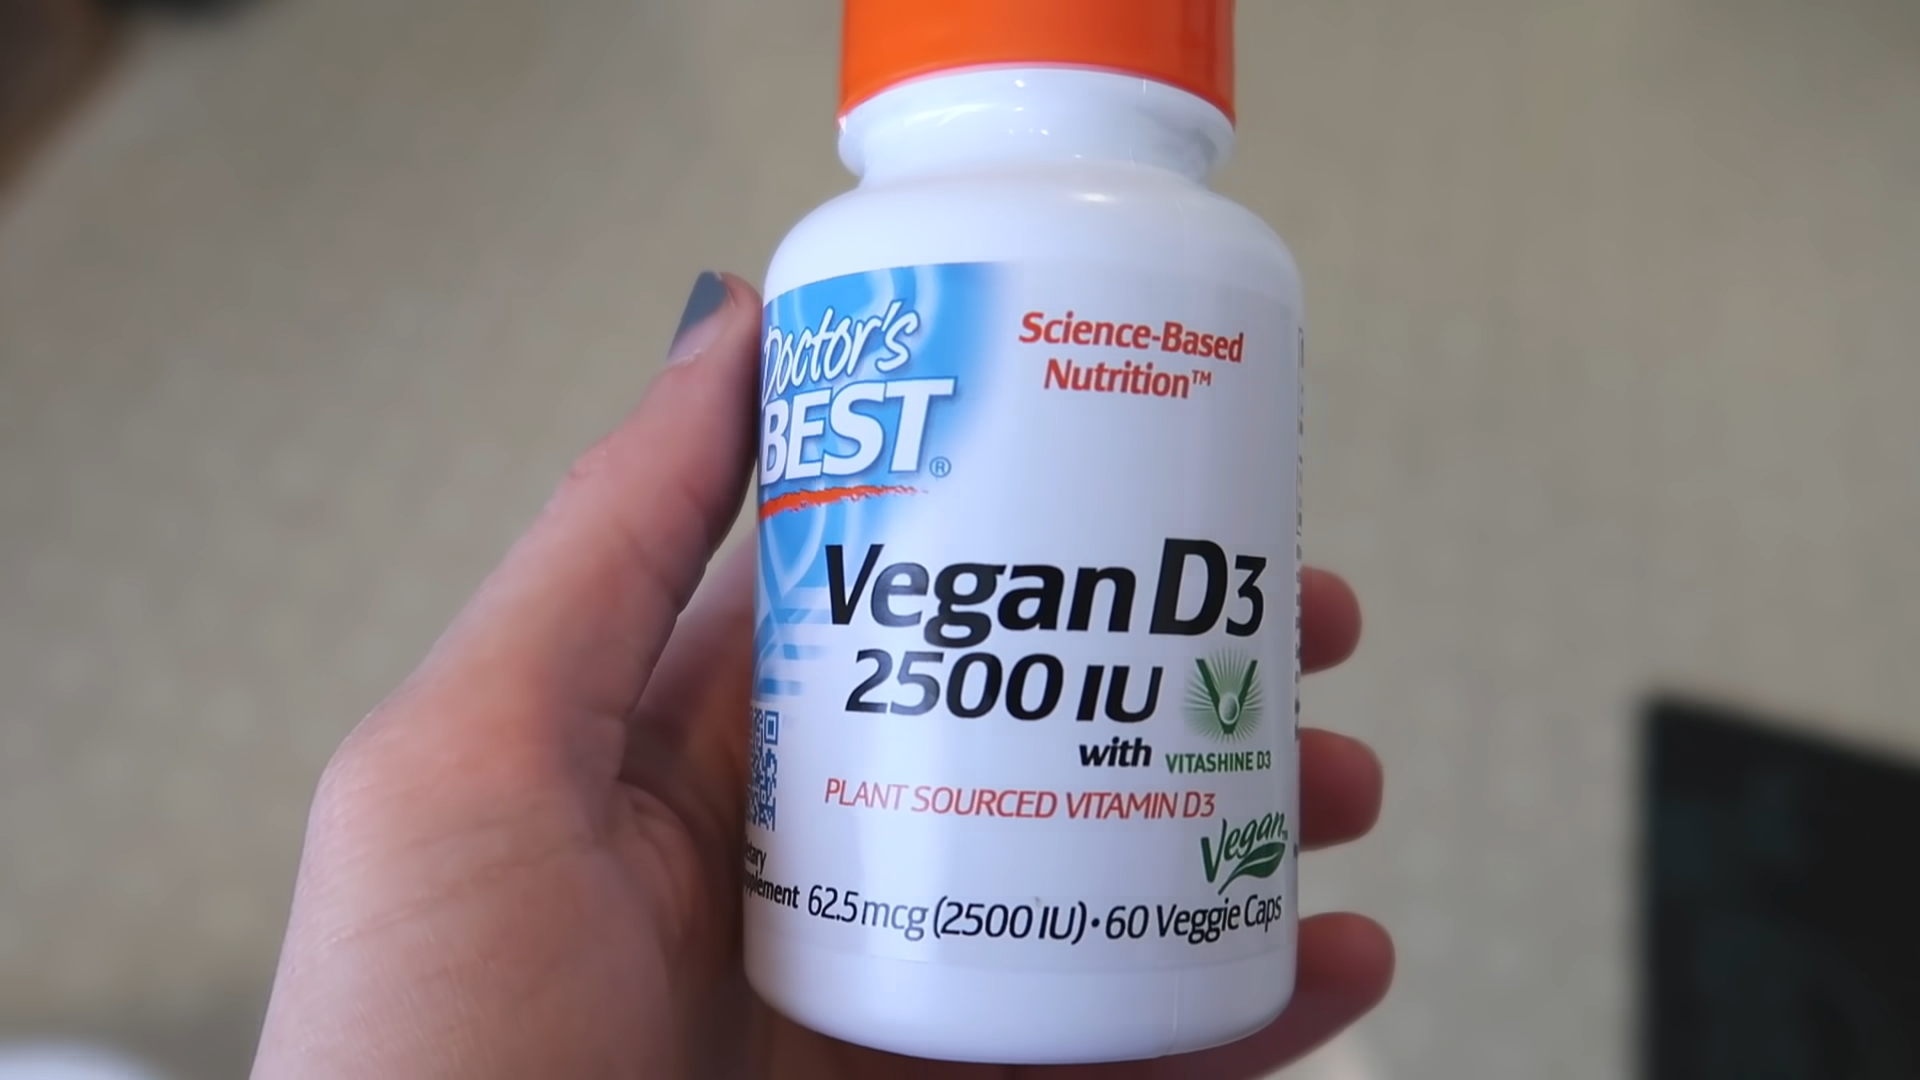 Doctor's
BEST®
Science-Based
Nutrition™
Vegan D3
2500 IU
with VITASHINE D3
PLANT SOURCED VITAMIN D3
Vegan
62.5 mcg (2500 IU) • 60 Veggie Caps